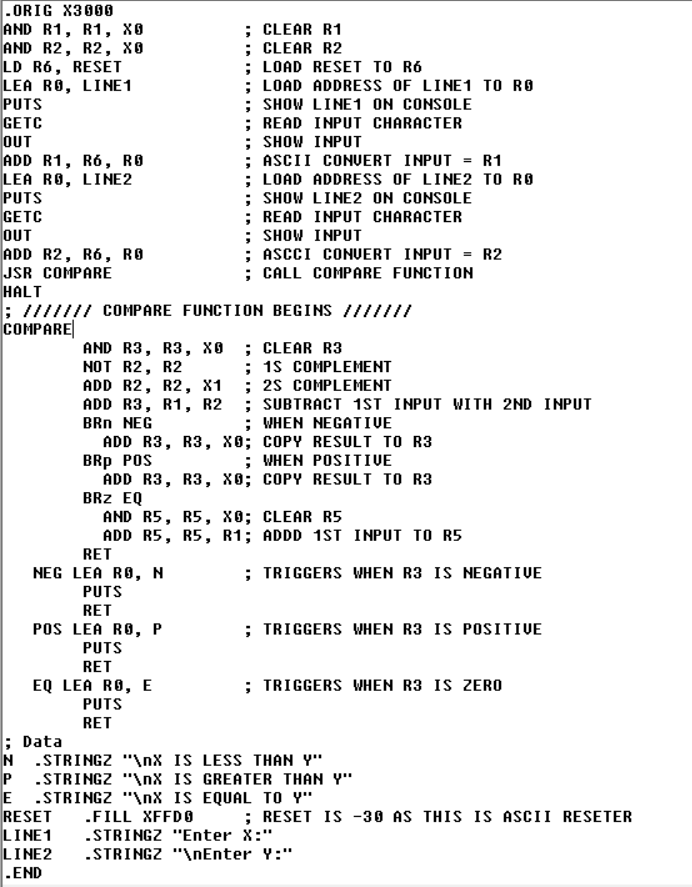 .ORIG X3000
AND R1, R1, X0 ; CLEAR R1
AND R2, R2, X0 ; CLEAR R2
LD R6, RESET ; LOAD RESET TO R6
LEA R0, LINE1 ; LOAD ADDRESS OF LINE1 TO R0
PUTS ; SHOW LINE1 ON CONSOLE
GETC ; READ INPUT CHARACTER
OUT ; SHOW INPUT
ADD R1, R6, R0 ; ASCII CONVERT INPUT = R1
LEA R0, LINE2 ; LOAD ADDRESS OF LINE2 TO R0
PUTS ; SHOW LINE2 ON CONSOLE
GETC ; READ INPUT CHARACTER
OUT ; SHOW INPUT
ADD R2, R6, R0 ; ASCCI CONVERT INPUT = R2
JSR COMPARE ; CALL COMPARE FUNCTION
HALT
; /////// COMPARE FUNCTION BEGINS ///////
COMPARE
AND R3, R3, X0 ; CLEAR R3
NOT R2, R2 ; 1S COMPLEMENT
ADD R2, R2, X1 ; 2S COMPLEMENT
ADD R3, R1, R2 ; SUBTRACT 1ST INPUT WITH 2ND INPUT
BRn NEG ; WHEN NEGATIVE
ADD R3, R3, X0; COPY RESULT TO R3
BRp POS ; WHEN POSITIVE
ADD R3, R3, X0; COPY RESULT TO R3
BRz EQ
AND R5, R5, X0; CLEAR R5
ADD R5, R5, R1; ADDD 1ST INPUT TO R5
RET
NEG LEA R0, N ; TRIGGERS WHEN R3 IS NEGATIVE
PUTS
RET
POS LEA R0, P ; TRIGGERS WHEN R3 IS POSITIVE
PUTS
RET
EQ LEA R0, E ; TRIGGERS WHEN R3 IS ZERO
PUTS
RET
; Data
N .STRINGZ "\nX IS LESS THAN Y"
P .STRINGZ "\nX IS GREATER THAN Y"
E .STRINGZ "\nX IS EQUAL TO Y"
RESET .FILL XFFD0 ; RESET IS -30 AS THIS IS ASCII RESETER
LINE1 .STRINGZ "Enter X:"
LINE2 .STRINGZ "\nEnter Y:"
.END